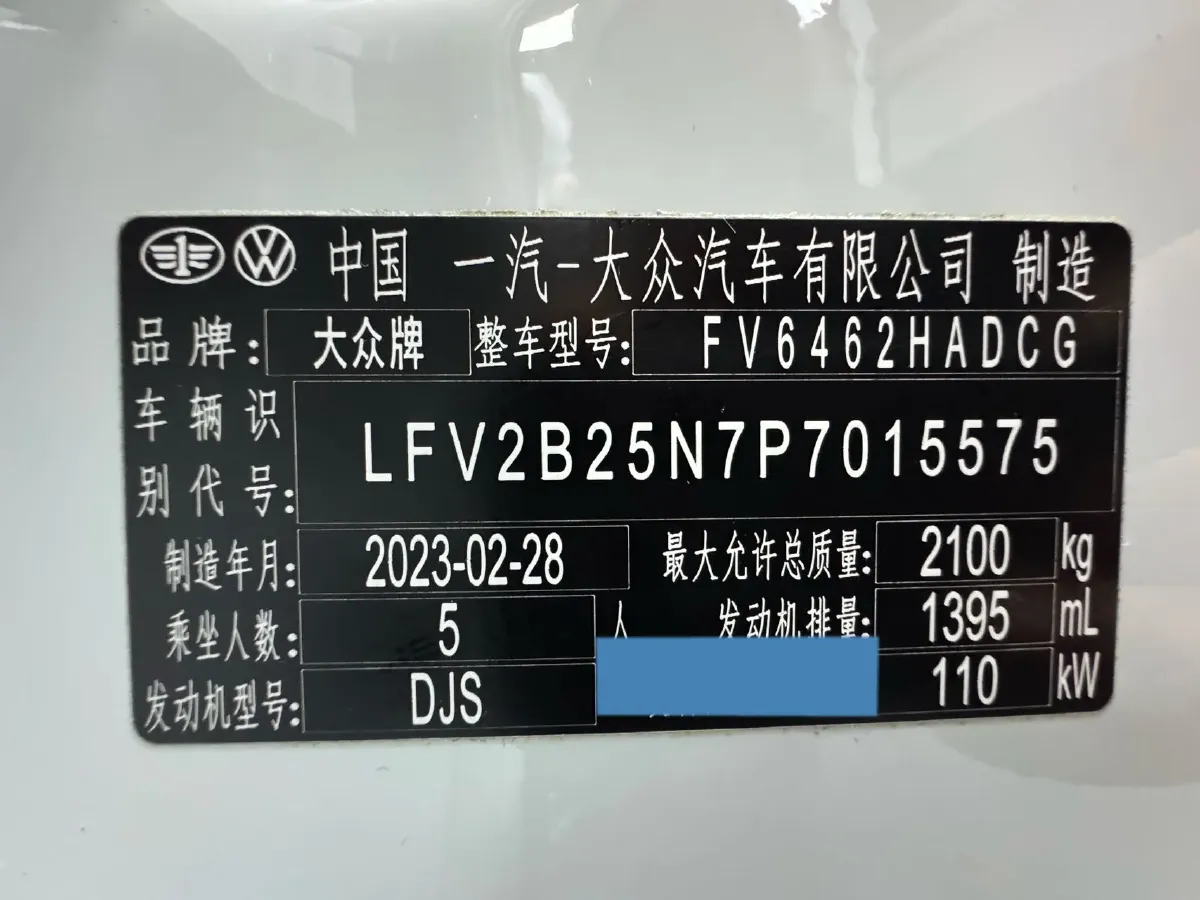 中国 一汽-大众汽车有限公司 制造
品牌: 大众牌 整车型号: FV6462HADCG
车辆识
别代号: LFV2B25N7P7015575
制造年月: 2023-02-28 最大允许总质量: 2100 kg
乘坐人数: 5 人 发动机排量: 1395 mL
发动机型号: DJS 110 kW